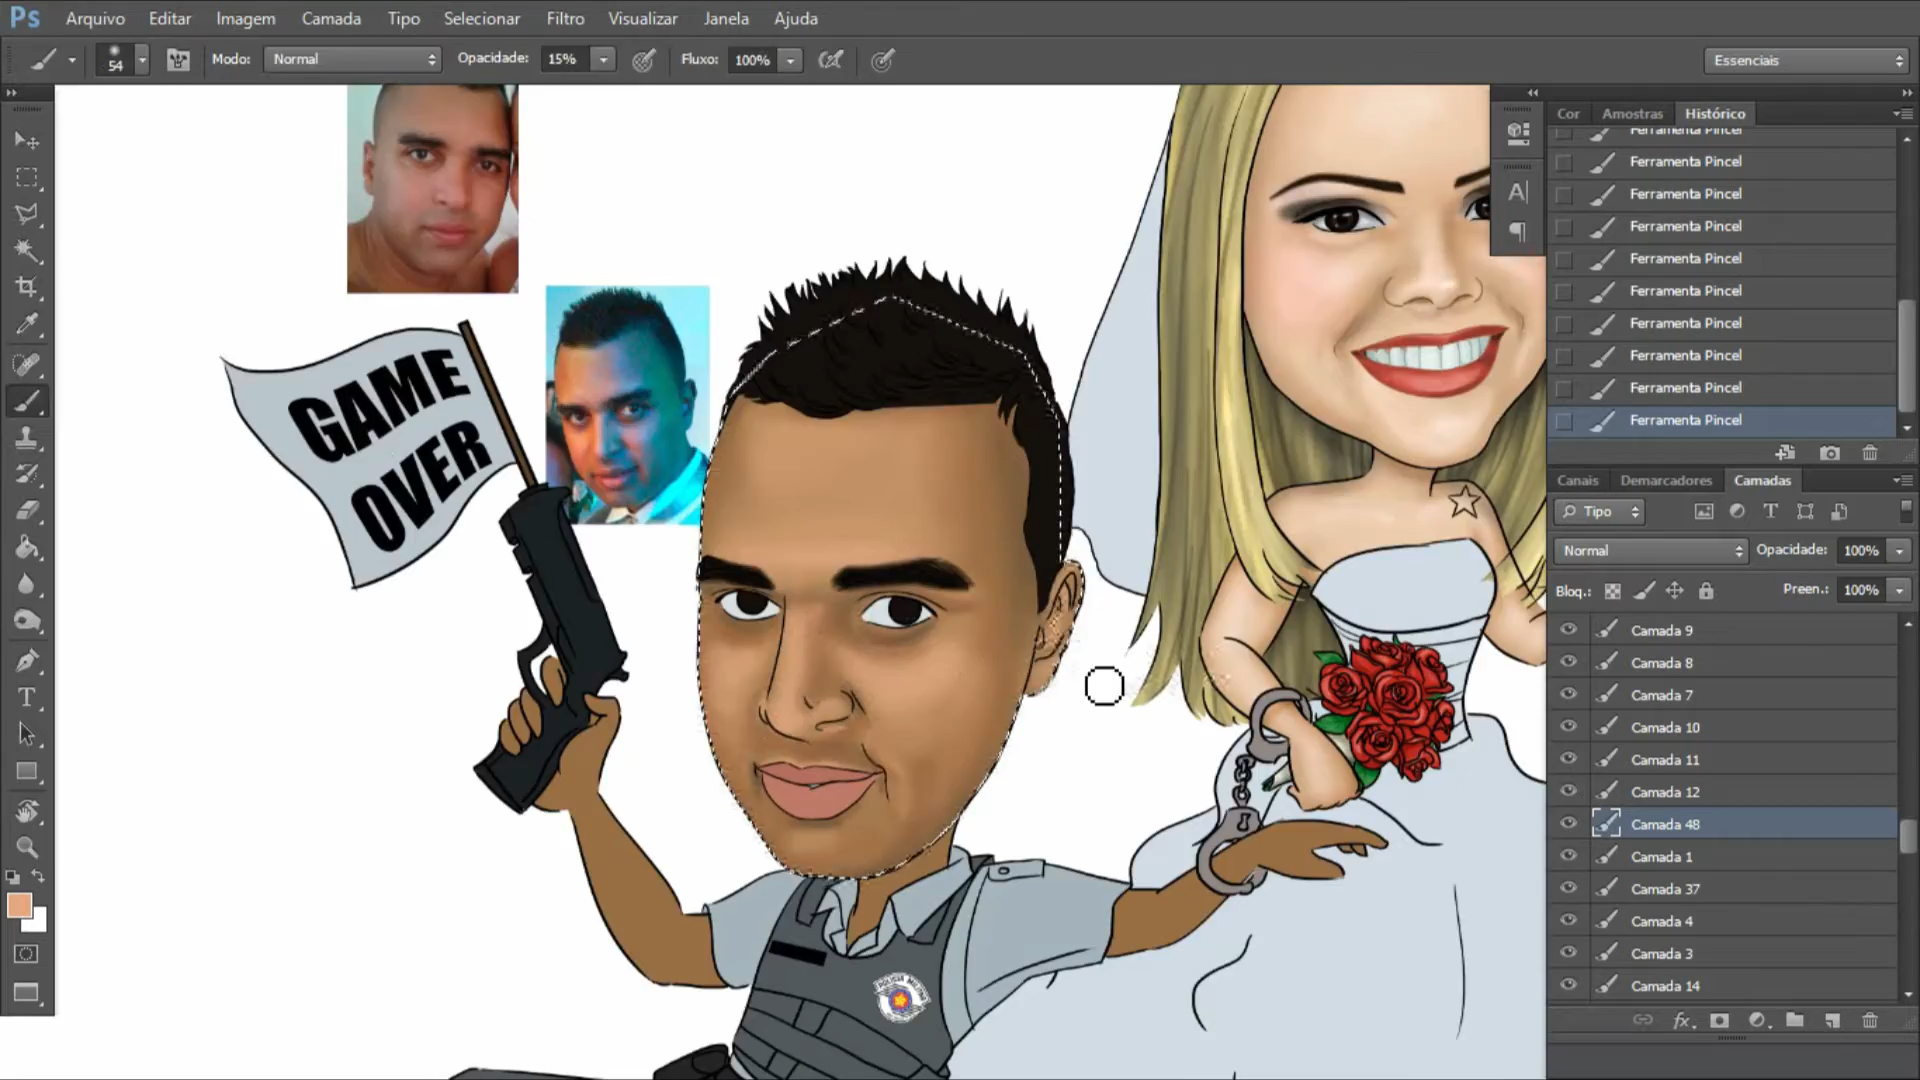 Ps Arquivo Editar Imagem Camada Tipo Selecionar Filtro Visualizar Janela Ajuda
54 Modo: Normal Opacidade: 15% Fluxo: 100% Essenciais
Cor Amostras Histórico
Ferramenta Pincel
Ferramenta Pincel
Ferramenta Pincel
Ferramenta Pincel
Ferramenta Pincel
Ferramenta Pincel
Ferramenta Pincel
Ferramenta Pincel
Ferramenta Pincel
Ferramenta Pincel
GAME
OVER
POLÍCIA MILITAR
Canais Demarcadores Camadas
Tipo
Normal Opacidade: 100%
Bloq.: Preen.: 100%
Camada 9
Camada 8
Camada 7
Camada 10
Camada 11
Camada 12
Camada 48
Camada 1
Camada 37
Camada 4
Camada 3
Camada 14